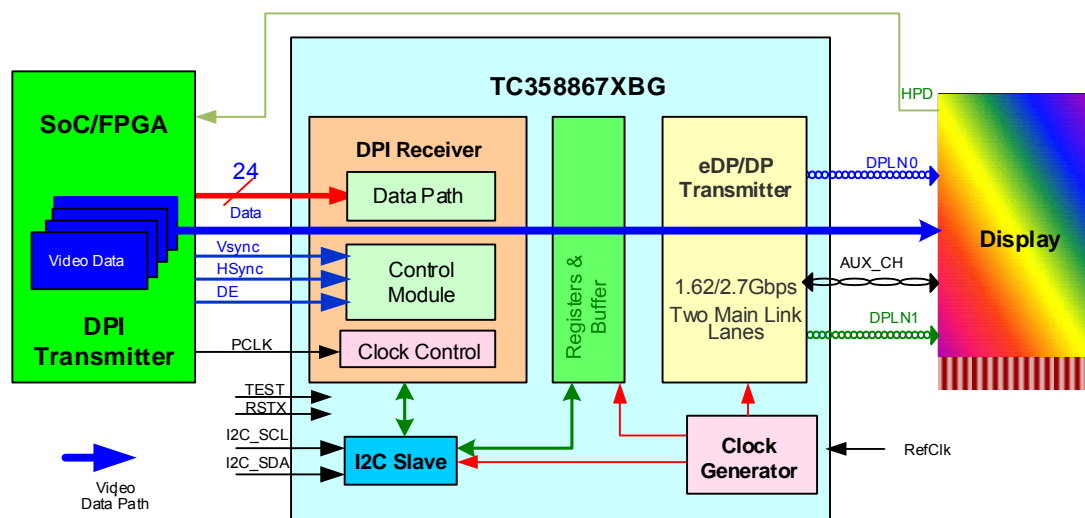 TC358867XBG
HPD
SoC/FPGA
DPI Receiver
eDP/DP
Transmitter
DPLN0
24
Data Path
Data
Video Data
Vsync
HSync
DE
Control
Module
Registers &
Buffer
Display
AUX_CH
1.62/2.7Gbps
Two Main Link
Lanes
DPLN1
DPI
Transmitter
PCLK
Clock Control
TEST
RSTX
I2C_SCL
I2C_SDA
I2C Slave
Clock
Generator
RefClk
Video
Data Path